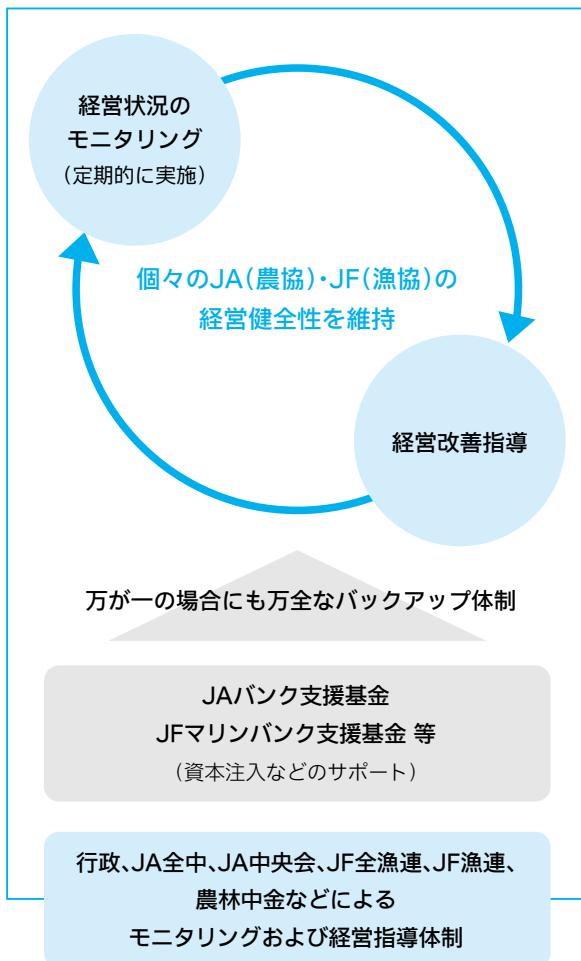 経営状況の
モニタリング
（定期的に実施）
個々のJA（農協）・JF（漁協）の
経営健全性を維持
経営改善指導
万が一の場合にも万全なバックアップ体制
JAバンク支援基金
JFマリンバンク支援基金 等
（資本注入などのサポート）
行政、JA全中、JA中央会、JF全漁連、JF漁連、
農林中金などによる
モニタリングおよび経営指導体制